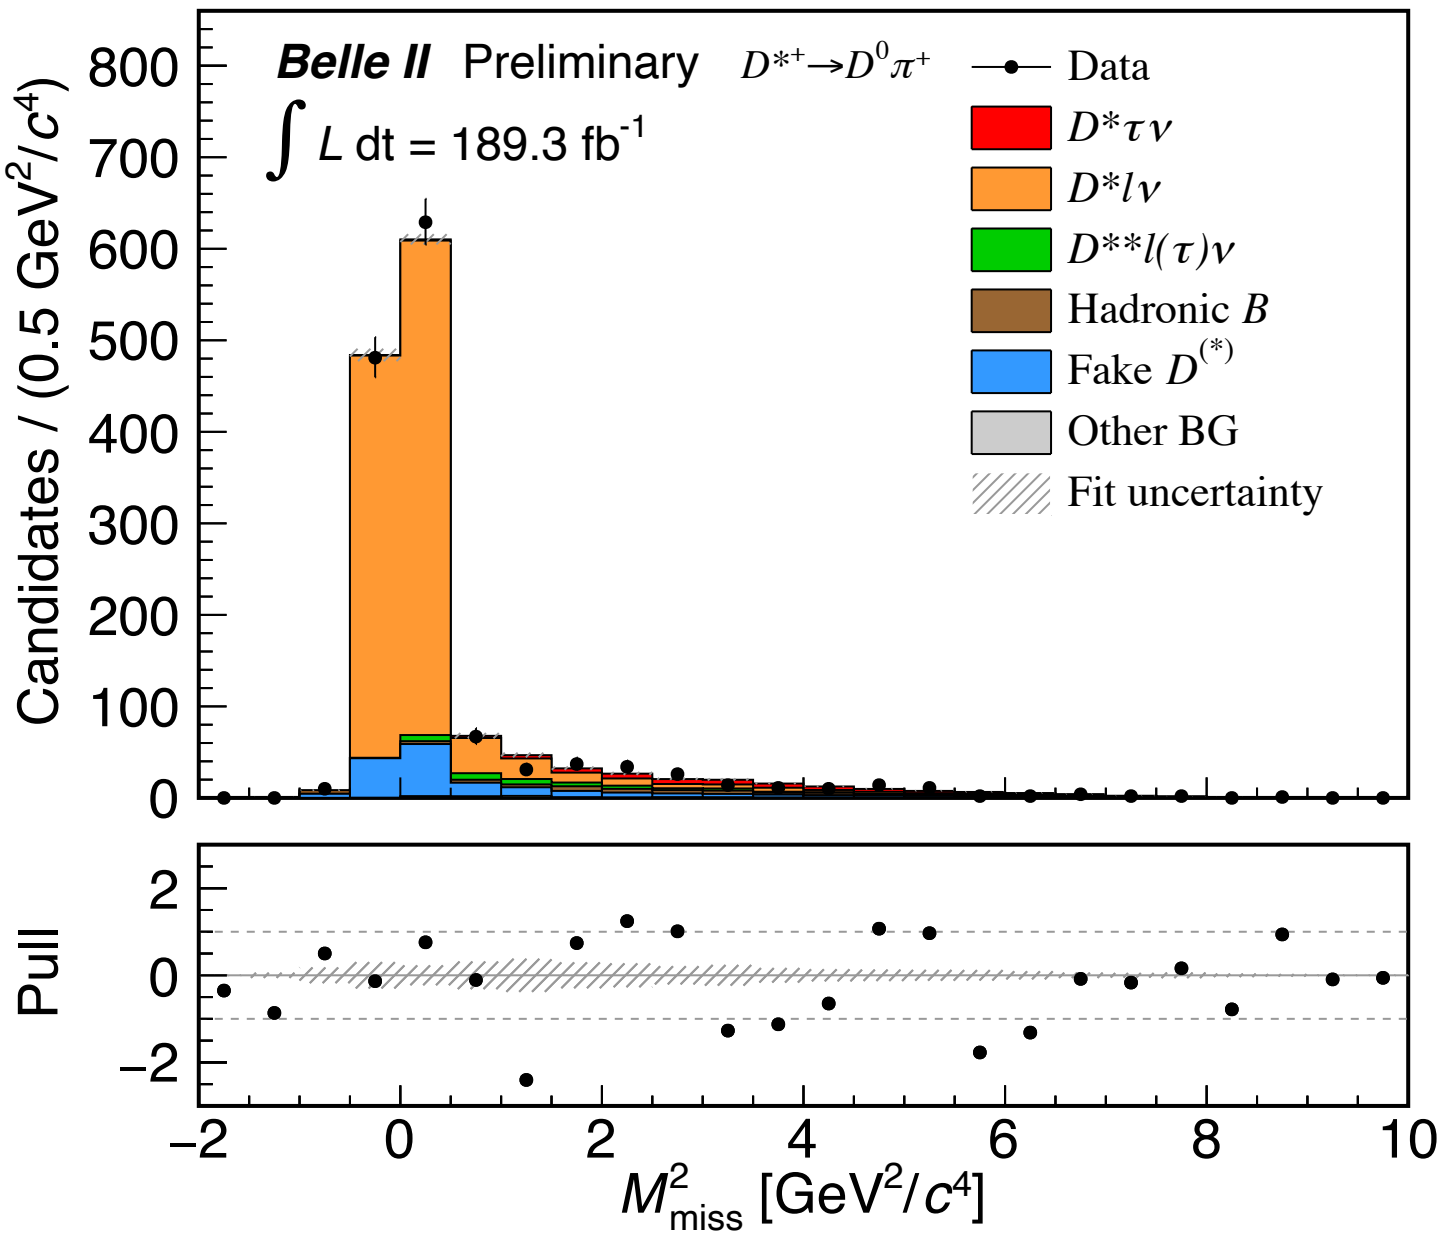 Belle II Preliminary
D*⁺→D⁰π⁺
∫ L dt = 189.3 fb⁻¹
Data
D*τν
D*lν
D**l(τ)ν
Hadronic B
Fake D⁽*⁾
Other BG
Fit uncertainty
Candidates / (0.5 GeV²/c⁴)
800
700
600
500
400
300
200
100
0
Pull
2
0
−2
−2 0 2 4 6 8 10
M²miss [GeV²/c⁴]